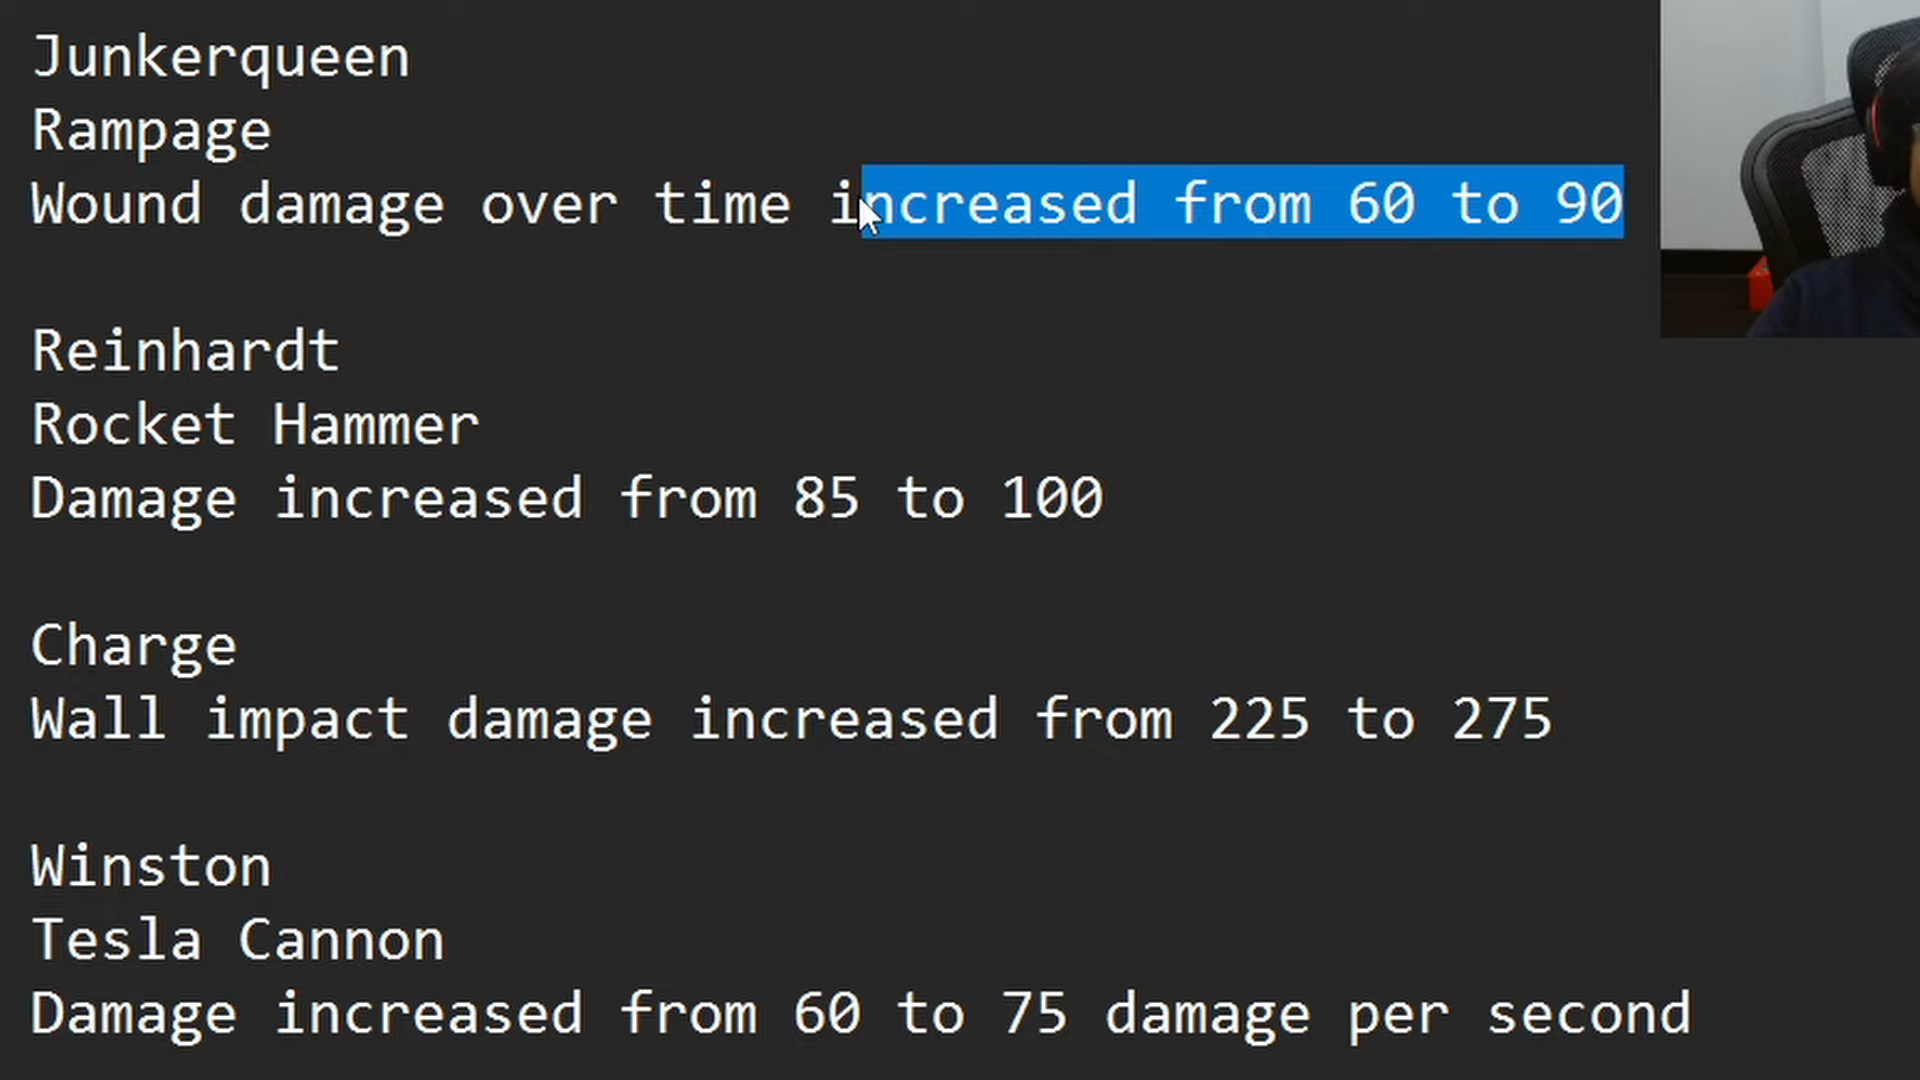 Junkerqueen
Rampage
Wound damage over time increased from 60 to 90
Reinhardt
Rocket Hammer
Damage increased from 85 to 100
Charge
Wall impact damage increased from 225 to 275
Winston
Tesla Cannon
Damage increased from 60 to 75 damage per second